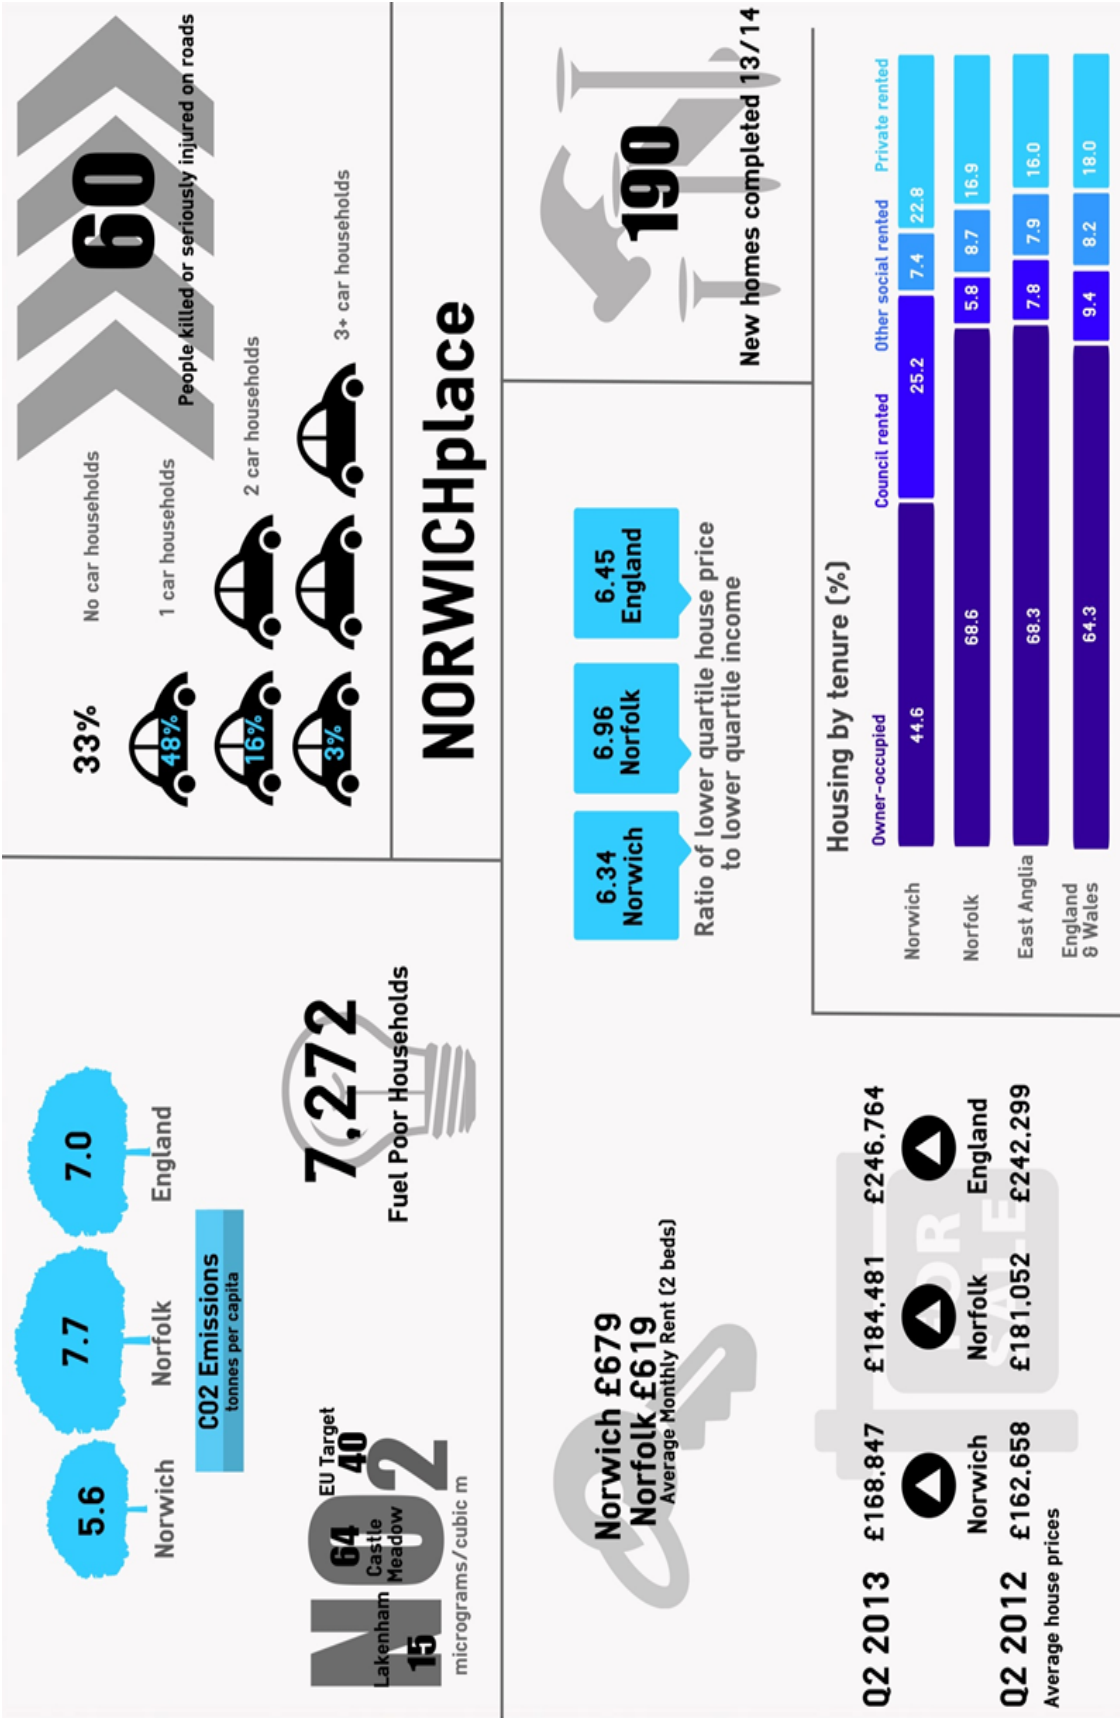 5.6
Norwich
7.7
Norfolk
7.0
England
CO2 Emissions
tonnes per capita
NO2
Lakenham
15
64
Castle
Meadow
EU Target
40
micrograms/cubic m
7,272
Fuel Poor Households
33%
No car households
48%
1 car households
16%
2 car households
3%
3+ car households
60
People killed or seriously injured on roads
NORWICHplace
Norwich £679
Norfolk £619
Average Monthly Rent (2 beds)
6.34
Norwich
6.96
Norfolk
6.45
England
Ratio of lower quartile house price
to lower quartile income
190
New homes completed 13/14
FOR
SALE
Q2 2013 £168,847 £184,481 £246,764
Norwich Norfolk England
Q2 2012 £162,658 £181,052 £242,299
Average house prices
Housing by tenure (%)
Owner-occupied Council rented Other social rented Private rented
Norwich 44.6 25.2 7.4 22.8
Norfolk 68.6 5.8 8.7 16.9
East Anglia 68.3 7.8 7.9 16.0
England
& Wales 64.3 9.4 8.2 18.0